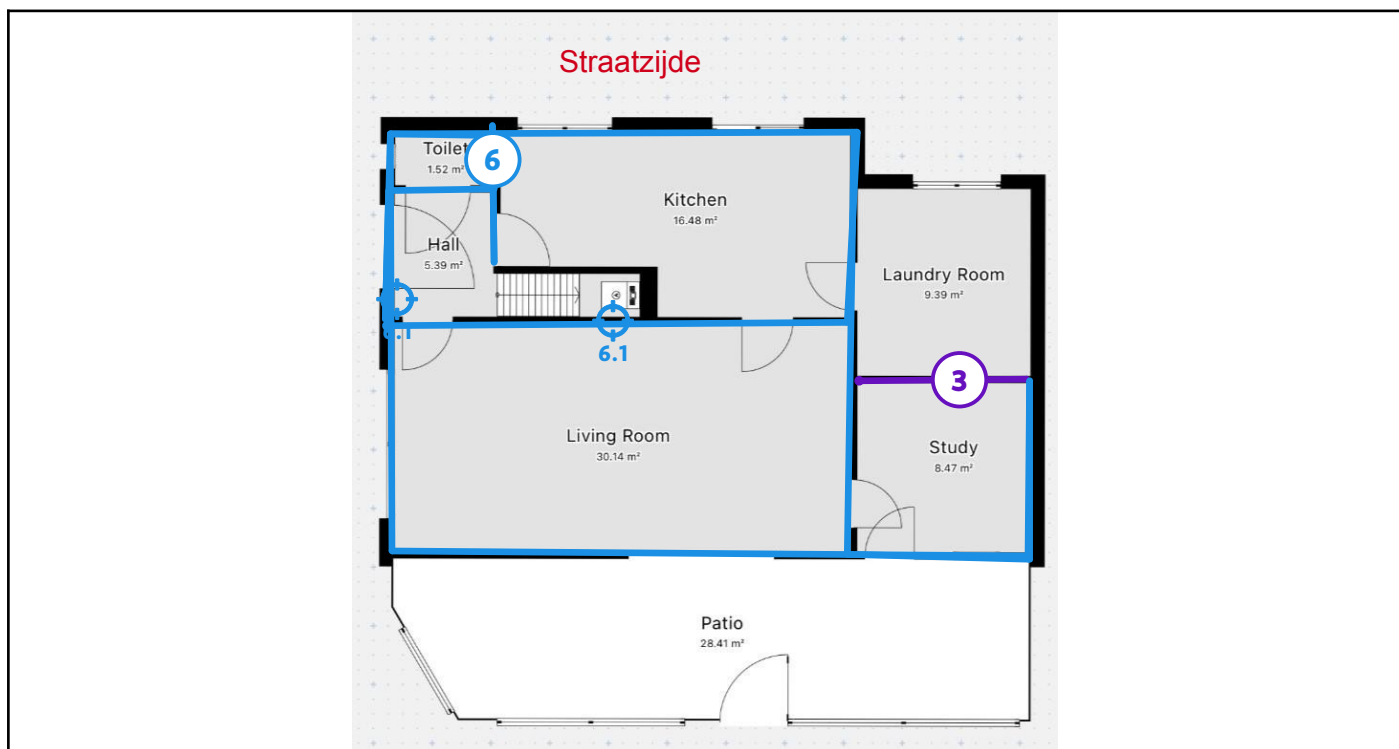 Straatzijde
Toilet
1.52 m²
6
Kitchen
16.48 m²
Hall
5.39 m²
Laundry Room
9.39 m²
6.1
3
Living Room
30.14 m²
Study
8.47 m²
Patio
28.41 m²